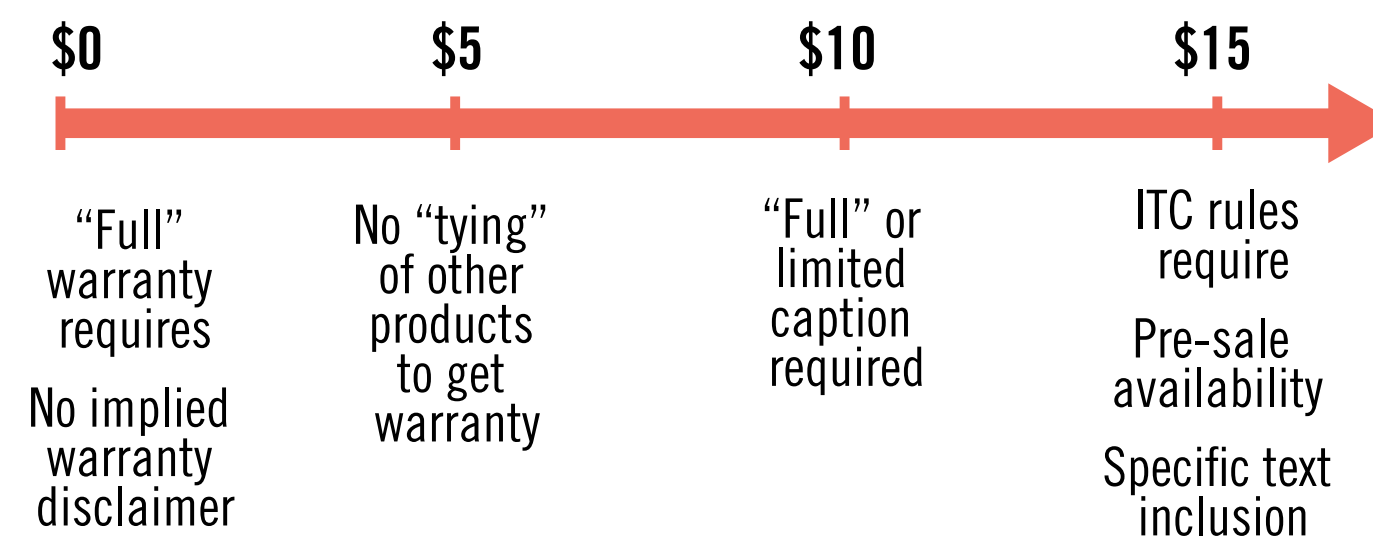 $0
$5
$10
$15
“Full”
warranty
requires
No implied
warranty
disclaimer
No “tying”
of other
products
to get
warranty
“Full” or
limited
caption
required
ITC rules
require
Pre-sale
availability
Specific text
inclusion